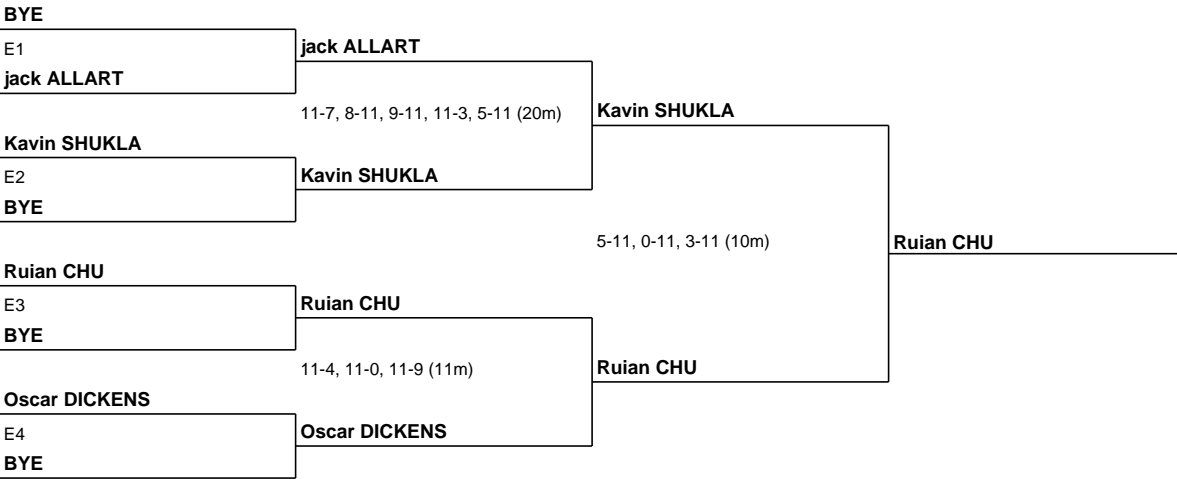 BYE
E1
jack ALLART
jack ALLART
11-7, 8-11, 9-11, 11-3, 5-11 (20m)
Kavin SHUKLA
Kavin SHUKLA
E2
Kavin SHUKLA
BYE
5-11, 0-11, 3-11 (10m)
Ruian CHU
Ruian CHU
E3
Ruian CHU
BYE
11-4, 11-0, 11-9 (11m)
Ruian CHU
Oscar DICKENS
E4
Oscar DICKENS
BYE